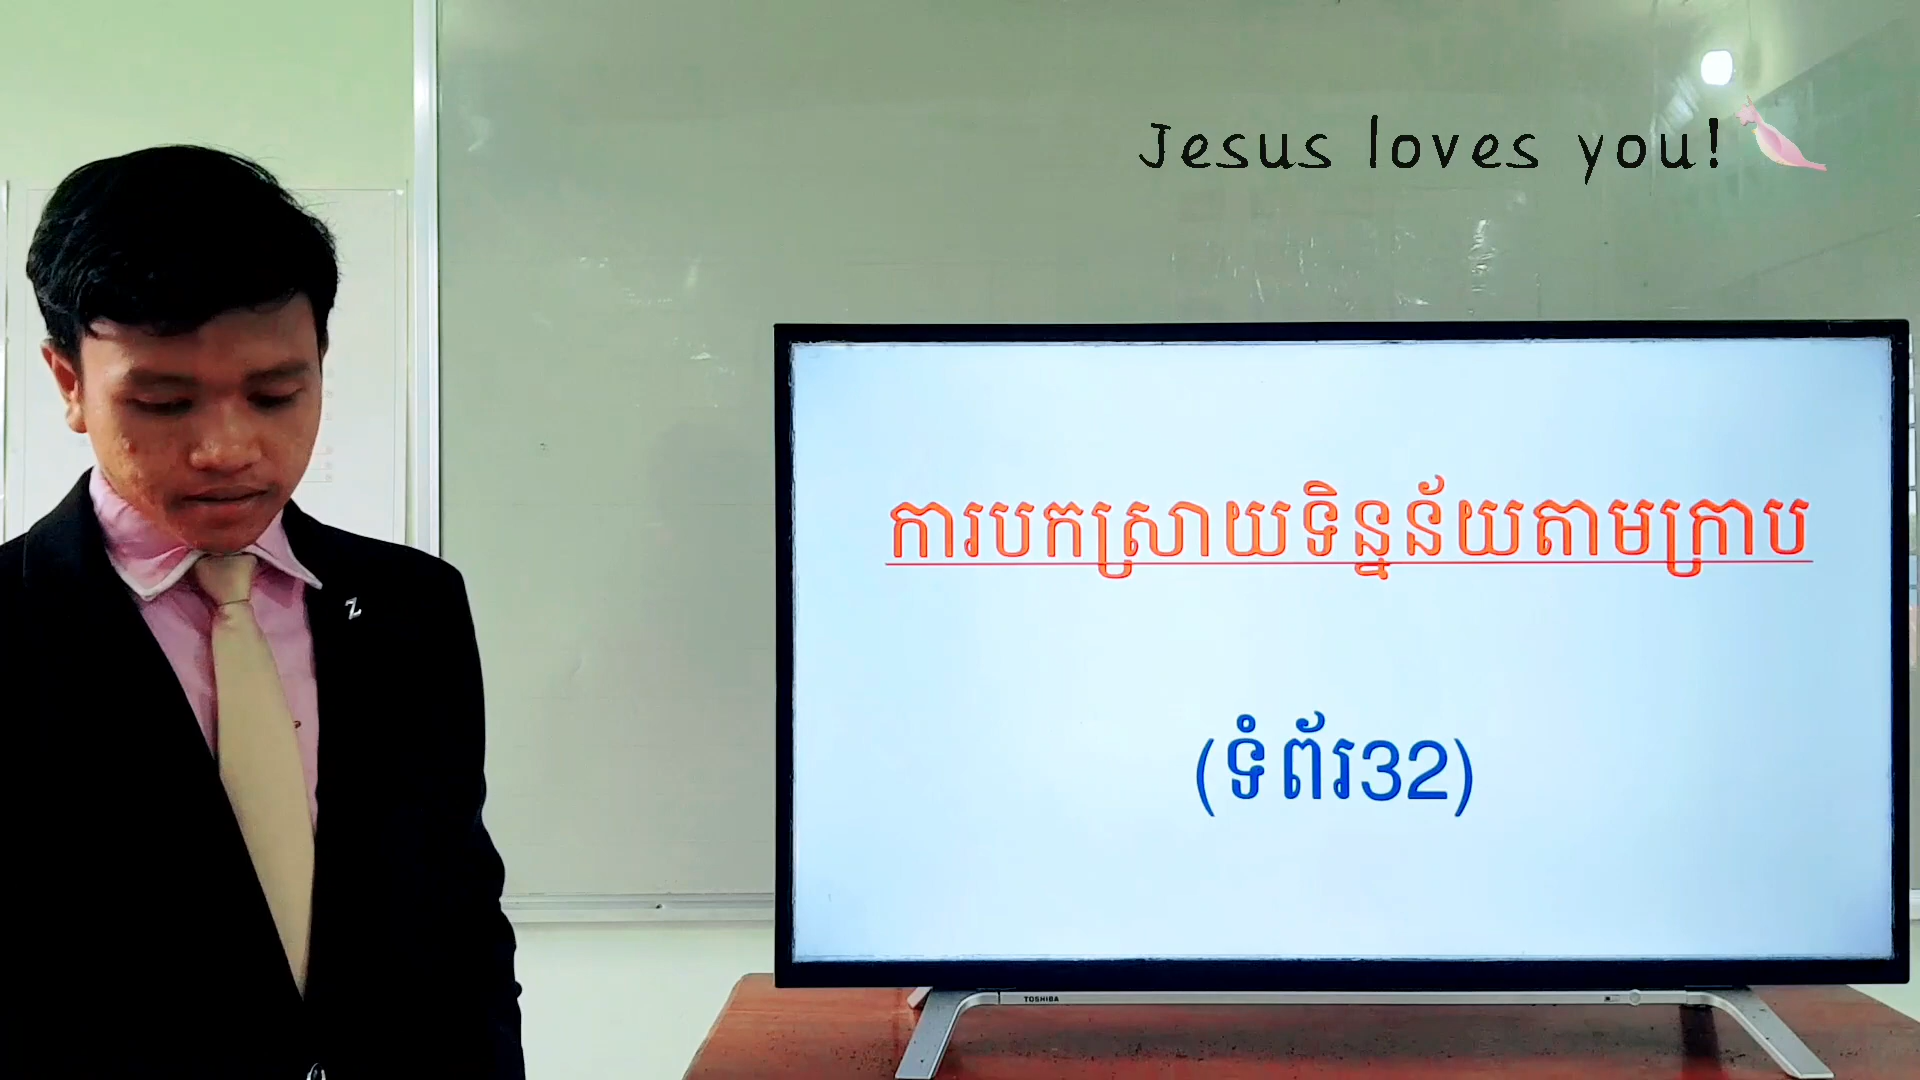 Jesus loves you!
ការបកស្រាយទិន្នន័យតាមក្រាប
(ទំព័រ32)
Z
TOSHIBA